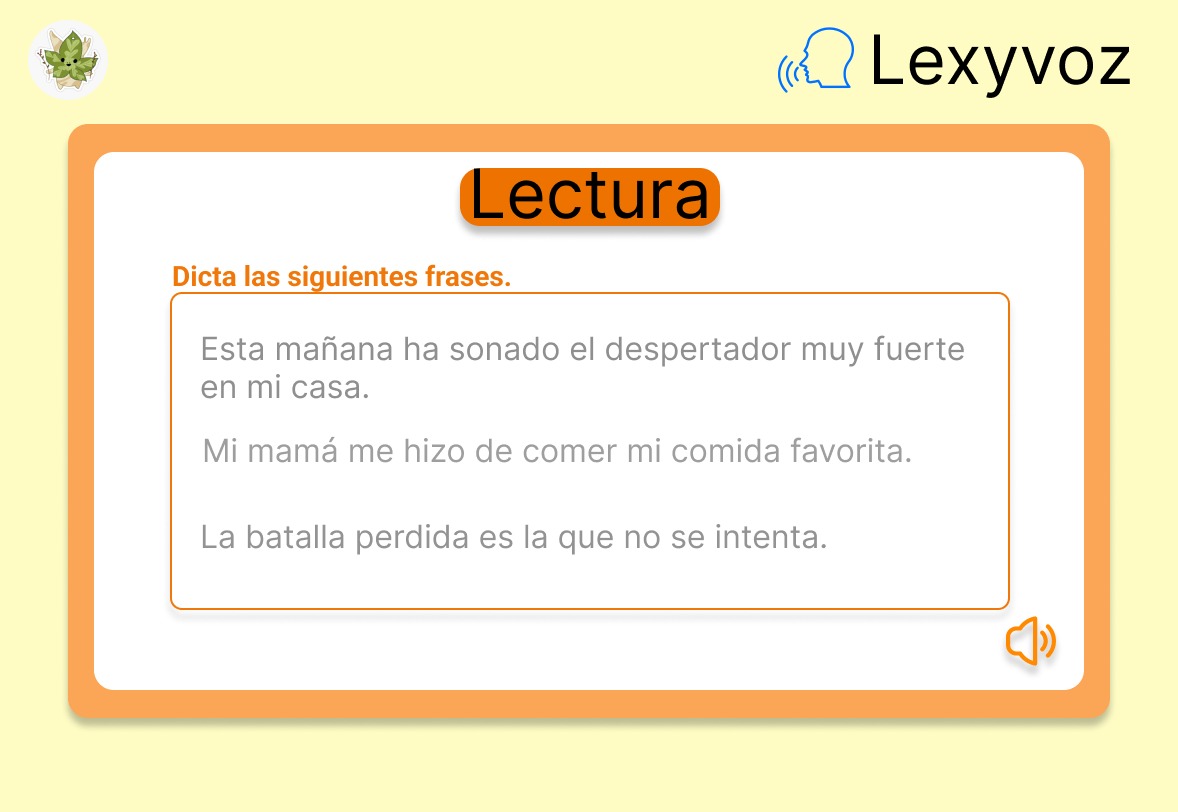 Lexyvoz
Lectura
Dicta las siguientes frases.
Esta mañana ha sonado el despertador muy fuerte
en mi casa.
Mi mamá me hizo de comer mi comida favorita.
La batalla perdida es la que no se intenta.